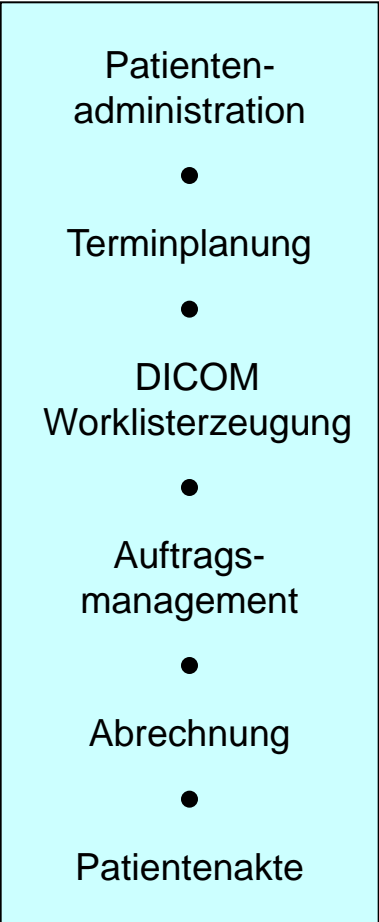 Patienten-
administration
●
Terminplanung
●
DICOM
Worklisterzeugung
●
Auftrags-
management
●
Abrechnung
●
Patientenakte